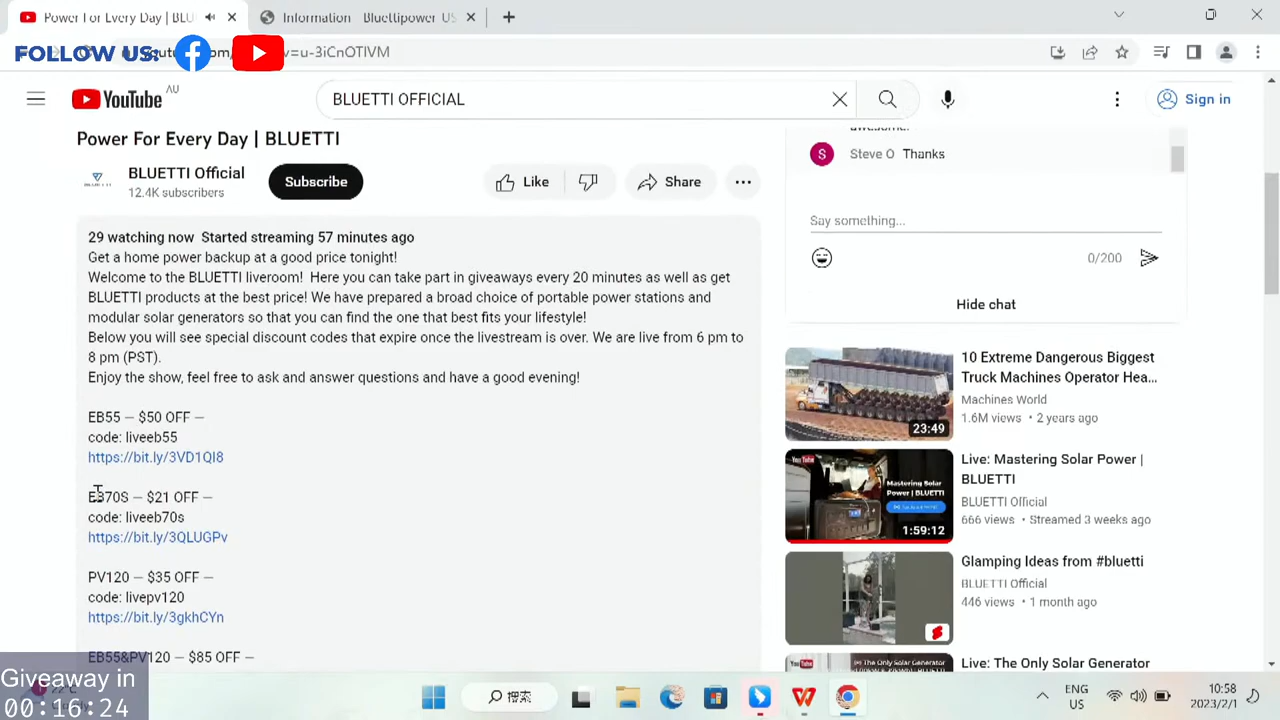 Power For Every Day | BLU
Information - Bluettipower US
FOLLOW US:
v=u-3iCnOTlVM
YouTube AU
BLUETTI OFFICIAL
Sign in
Power For Every Day | BLUETTI
BLUETTI Official
12.4K subscribers
Subscribe
Like
Share
29 watching now Started streaming 57 minutes ago
Get a home power backup at a good price tonight!
Welcome to the BLUETTI liveroom! Here you can take part in giveaways every 20 minutes as well as get
BLUETTI products at the best price! We have prepared a broad choice of portable power stations and
modular solar generators so that you can find the one that best fits your lifestyle!
Below you will see special discount codes that expire once the livestream is over. We are live from 6 pm to
8 pm (PST).
Enjoy the show, feel free to ask and answer questions and have a good evening!
EB55 — $50 OFF —
code: liveeb55
https://bit.ly/3VD1QI8
EB70S — $21 OFF —
code: liveeb70s
https://bit.ly/3QLUGPv
PV120 — $35 OFF —
code: livepv120
https://bit.ly/3gkhCYn
EB55&PV120 — $85 OFF —
awesome!
S Steve O Thanks
Say something...
0/200
Hide chat
10 Extreme Dangerous Biggest
Truck Machines Operator Hea...
Machines World
1.6M views • 2 years ago
23:49
Live: Mastering Solar Power |
BLUETTI
BLUETTI Official
666 views • Streamed 3 weeks ago
YouTube
Mastering Solar
Power | BLUETTI
1:59:12
Glamping Ideas from #bluetti
BLUETTI Official
446 views • 1 month ago
Live: The Only Solar Generator
Giveaway in
00:16:24
搜索
ENG
US
10:58
2023/2/1